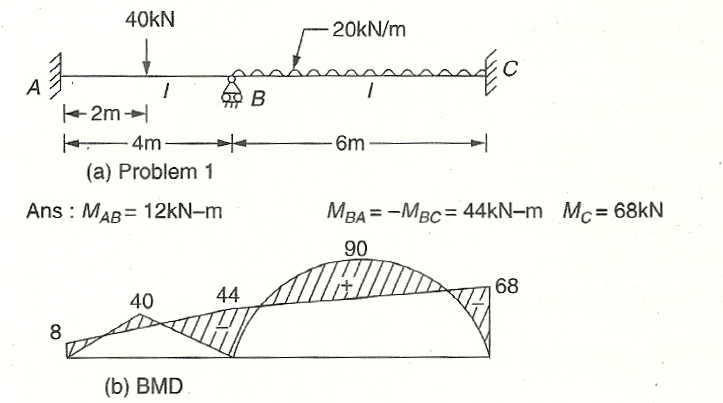 40kN
20kN/m
A
I
B
I
C
2m
4m
6m
(a) Problem 1
Ans : MAB = 12kN–m MBA = –MBC = 44kN–m MC = 68kN
90
+
8
40
44
–
–
68
(b) BMD